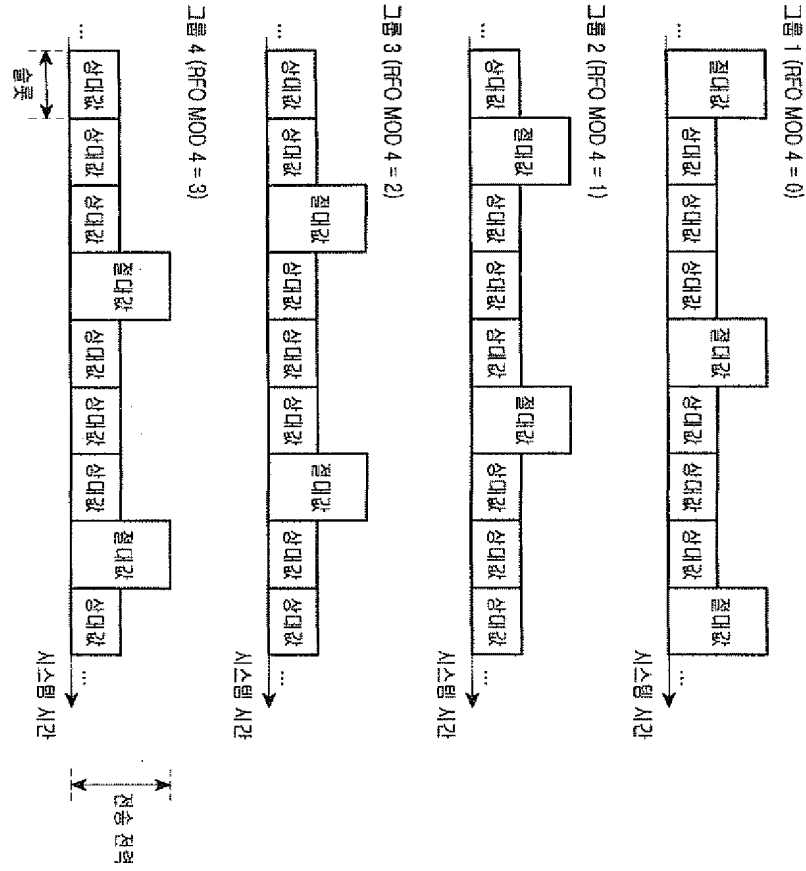 그룹 1 (RFO MOD 4 = 0)
... 절대값 상대값 상대값 상대값 절대값 상대값 상대값 상대값 절대값 ...
시스템 시간
그룹 2 (RFO MOD 4 = 1)
... 상대값 절대값 상대값 상대값 상대값 절대값 상대값 상대값 상대값 ...
시스템 시간
그룹 3 (RFO MOD 4 = 2)
... 상대값 상대값 절대값 상대값 상대값 상대값 절대값 상대값 상대값 ...
시스템 시간
그룹 4 (RFO MOD 4 = 3)
전송 전력
... 상대값 상대값 상대값 절대값 상대값 상대값 상대값 절대값 상대값 ...
시스템 시간
슬롯